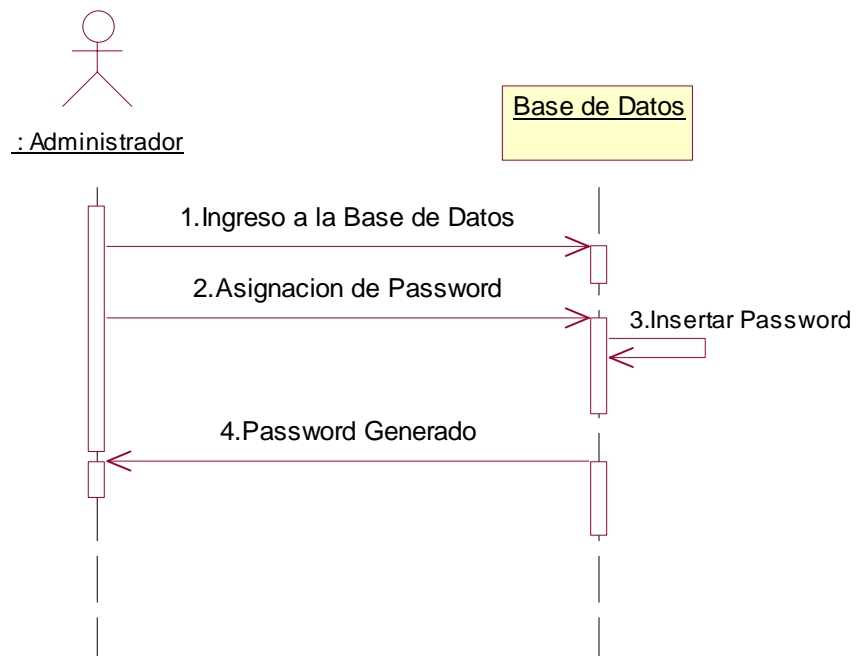 : Administrador
Base de Datos
1.Ingreso a la Base de Datos
2.Asignacion de Password
3.Insertar Password
4.Password Generado